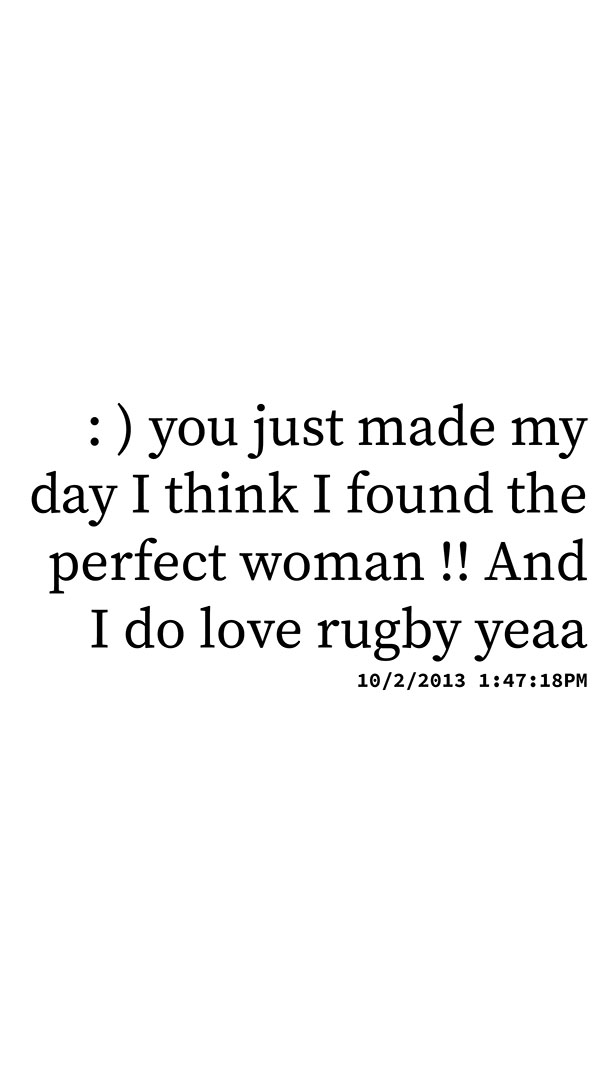 : ) you just made my
day I think I found the
perfect woman !! And
I do love rugby yeaa
10/2/2013 1:47:18PM